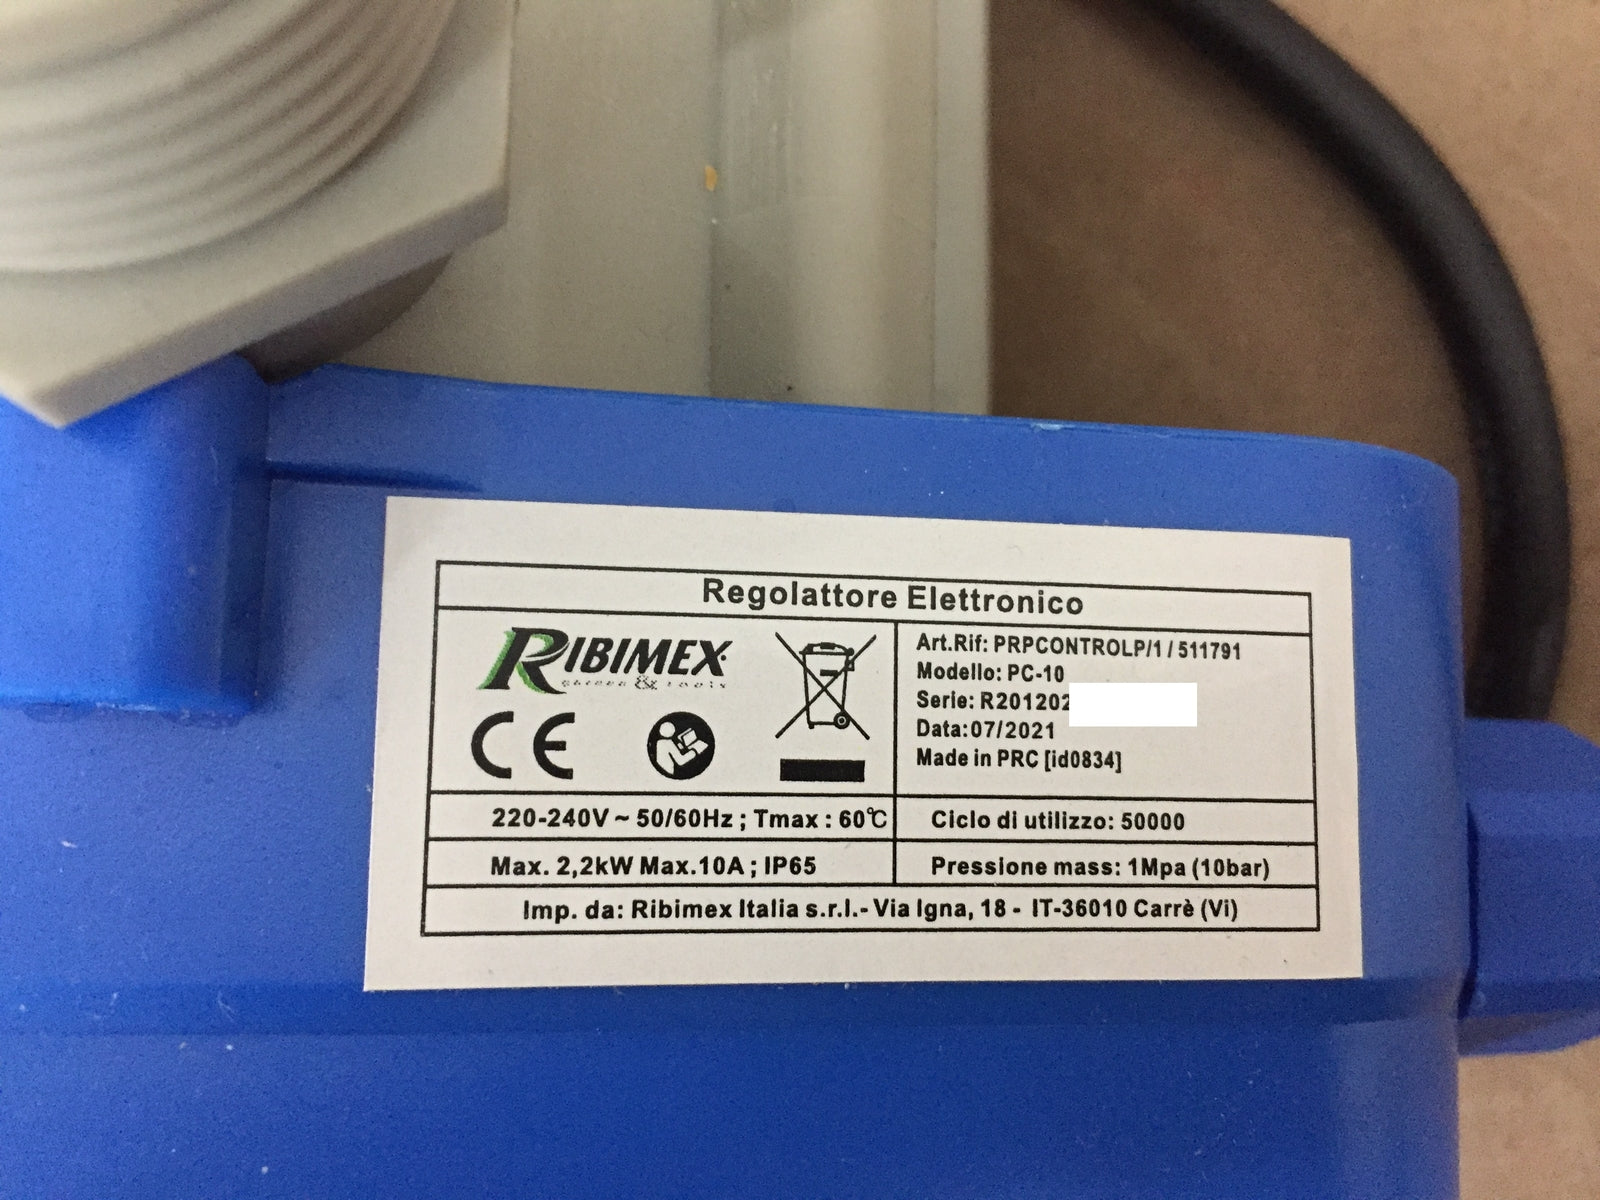 Regolattore Elettronico
RIBIMEX
Art.Rif: PRPCONTROLP/1 / 511791
Modello: PC-10
Serie: R201202
Data:07/2021
Made in PRC [id0834]
CE
220-240V ~ 50/60Hz ; Tmax : 60℃
Ciclo di utilizzo: 50000
Max. 2,2kW Max.10A ; IP65
Pressione mass: 1Mpa (10bar)
Imp. da: Ribimex Italia s.r.l.- Via Igna, 18 - IT-36010 Carrè (Vi)